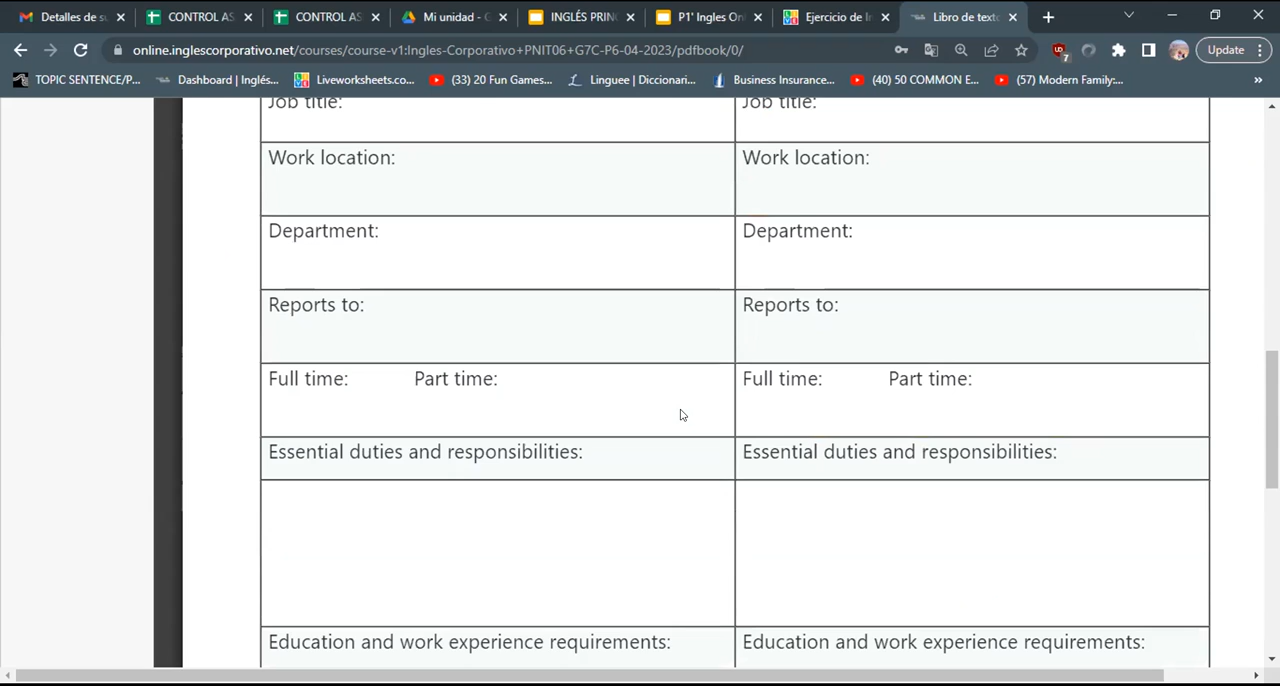 Detalles de su
CONTROL AS
CONTROL AS
Mi unidad - G
INGLÉS PRIN
P1' Ingles On
Ejercicio de In
Libro de texto
online.inglescorporativo.net/courses/course-v1:Ingles-Corporativo+PNIT06+G7C-P6-04-2023/pdfbook/0/
7
Update
TOPIC SENTENCE/P...
Dashboard | Inglés...
Liveworksheets.co...
(33) 20 Fun Games...
Linguee | Diccionari...
Business Insurance...
(40) 50 COMMON E...
(57) Modern Family:...
»
Job title:
Job title:
Work location:
Work location:
Department:
Department:
Reports to:
Reports to:
Full time: Part time:
Full time: Part time:
Essential duties and responsibilities:
Essential duties and responsibilities:
Education and work experience requirements:
Education and work experience requirements: